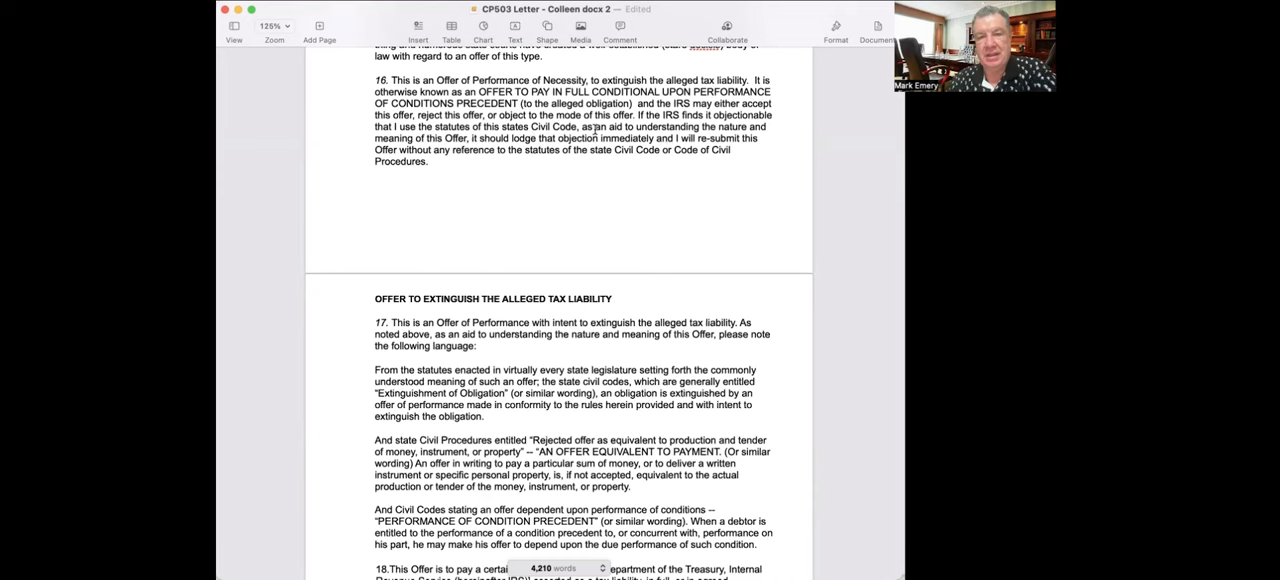 CP503 Letter - Colleen docx 2 — Edited
125%
View
Zoom
Add Page
Insert
Table
Chart
Text
Shape
Media
Comment
Collaborate
Format
Document
Mark Emery
law with regard to an offer of this type.
16. This is an Offer of Performance of Necessity, to extinguish the alleged tax liability. It is
otherwise known as an OFFER TO PAY IN FULL CONDITIONAL UPON PERFORMANCE
OF CONDITIONS PRECEDENT (to the alleged obligation) and the IRS may either accept
this offer, reject this offer, or object to the mode of this offer. If the IRS finds it objectionable
that I use the statutes of this states Civil Code, as an aid to understanding the nature and
meaning of this Offer, it should lodge that objection immediately and I will re-submit this
Offer without any reference to the statutes of the state Civil Code or Code of Civil
Procedures.
OFFER TO EXTINGUISH THE ALLEGED TAX LIABILITY
17. This is an Offer of Performance with intent to extinguish the alleged tax liability. As
noted above, as an aid to understanding the nature and meaning of this Offer, please note
the following language:
From the statutes enacted in virtually every state legislature setting forth the commonly
understood meaning of such an offer; the state civil codes, which are generally entitled
“Extinguishment of Obligation” (or similar wording), an obligation is extinguished by an
offer of performance made in conformity to the rules herein provided and with intent to
extinguish the obligation.
And state Civil Procedures entitled “Rejected offer as equivalent to production and tender
of money, instrument, or property” -- “AN OFFER EQUIVALENT TO PAYMENT. (Or similar
wording) An offer in writing to pay a particular sum of money, or to deliver a written
instrument or specific personal property, is, if not accepted, equivalent to the actual
production or tender of the money, instrument, or property.
And Civil Codes stating an offer dependent upon performance of conditions --
“PERFORMANCE OF CONDITION PRECEDENT” (or similar wording). When a debtor is
entitled to the performance of a condition precedent to, or concurrent with, performance on
his part, he may make his offer to depend upon the due performance of such condition.
18.This Offer is to pay a certai
epartment of the Treasury, Internal
4,210 words